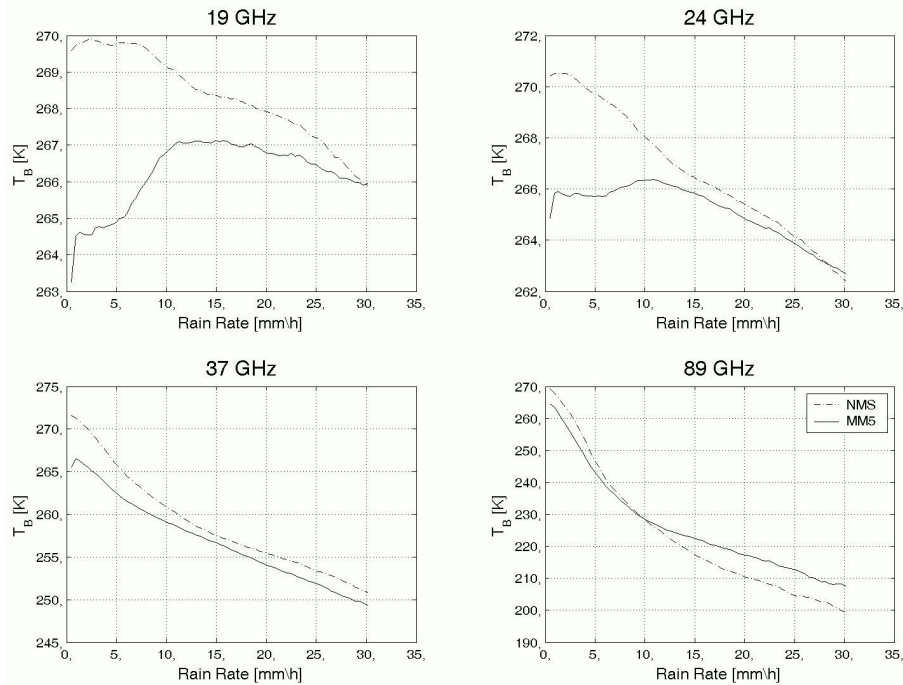 19 GHz
270,
269,
268,
267,
266,
265,
264,
263,
T_B [K]
0, 5, 10, 15, 20, 25, 30, 35,
Rain Rate [mm\h]
24 GHz
272,
270,
268,
266,
264,
262,
T_B [K]
0, 5, 10, 15, 20, 25, 30, 35,
Rain Rate [mm\h]
37 GHz
275,
270,
265,
260,
255,
250,
245,
T_B [K]
0, 5, 10, 15, 20, 25, 30, 35,
Rain Rate [mm\h]
89 GHz
270,
260,
250,
240,
230,
220,
210,
200,
190,
T_B [K]
NMS
MM5
0, 5, 10, 15, 20, 25, 30, 35,
Rain Rate [mm\h]